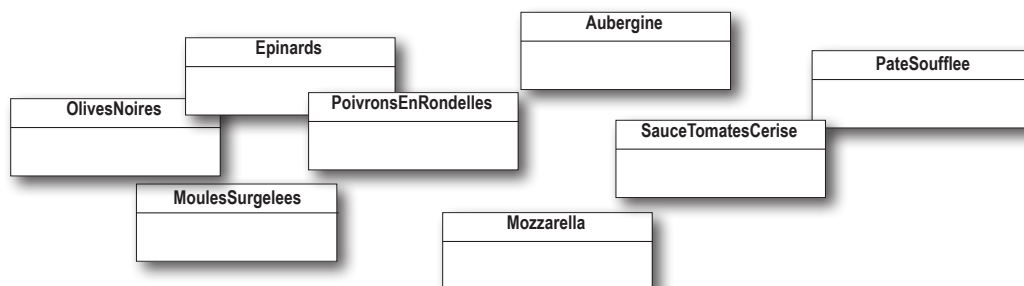 Aubergine
Epinards
PateSoufflee
OlivesNoires
PoivronsEnRondelles
SauceTomatesCerise
MoulesSurgelees
Mozzarella